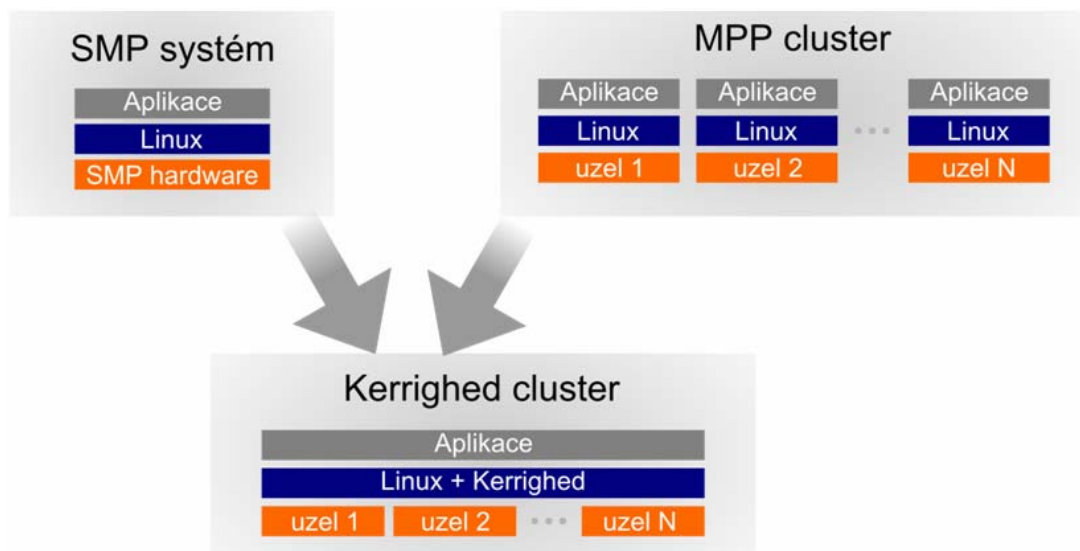 SMP systém
Aplikace
Linux
SMP hardware
MPP cluster
Aplikace Aplikace Aplikace
Linux Linux ... Linux
uzel 1 uzel 2 uzel N
Kerrighed cluster
Aplikace
Linux + Kerrighed
uzel 1 uzel 2 ... uzel N